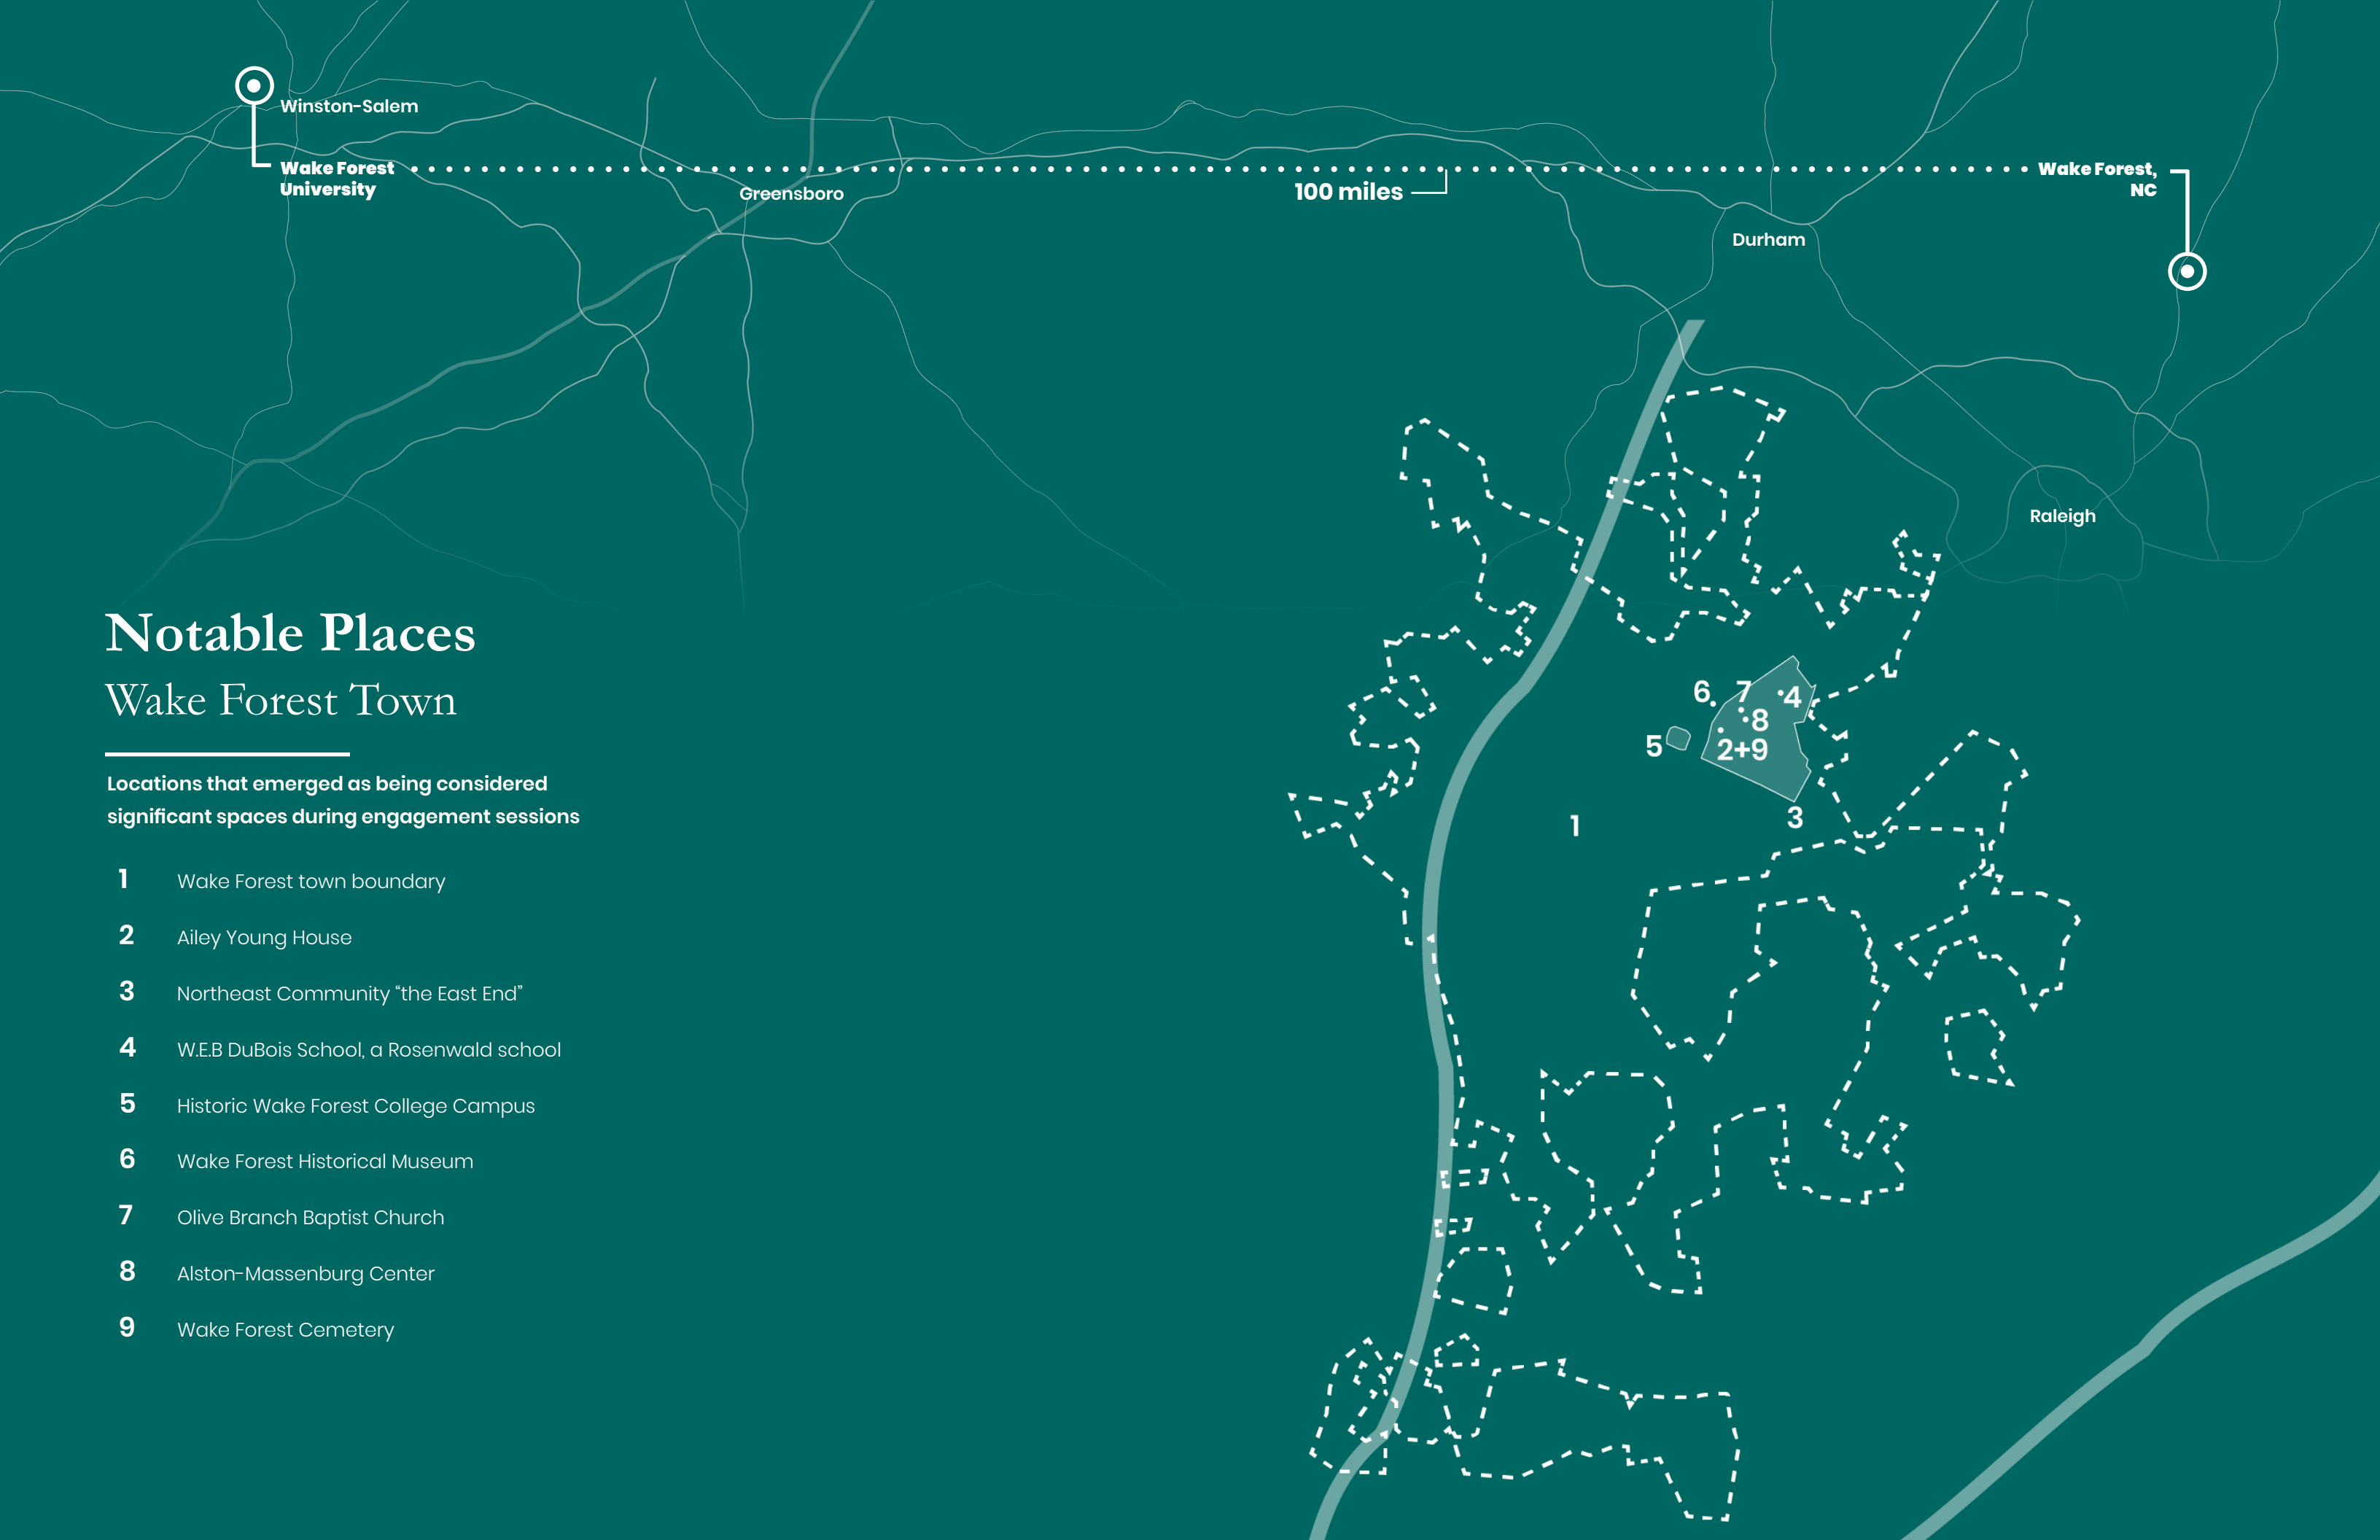 Winston-Salem
Wake Forest
University
Greensboro
100 miles
Wake Forest,
NC
Durham
Raleigh
Notable Places
Wake Forest Town
Locations that emerged as being considered
significant spaces during engagement sessions
1 Wake Forest town boundary
2 Ailey Young House
3 Northeast Community “the East End”
4 W.E.B DuBois School, a Rosenwald school
5 Historic Wake Forest College Campus
6 Wake Forest Historical Museum
7 Olive Branch Baptist Church
8 Alston-Massenburg Center
9 Wake Forest Cemetery
6
7
4
8
5
2+9
3
1